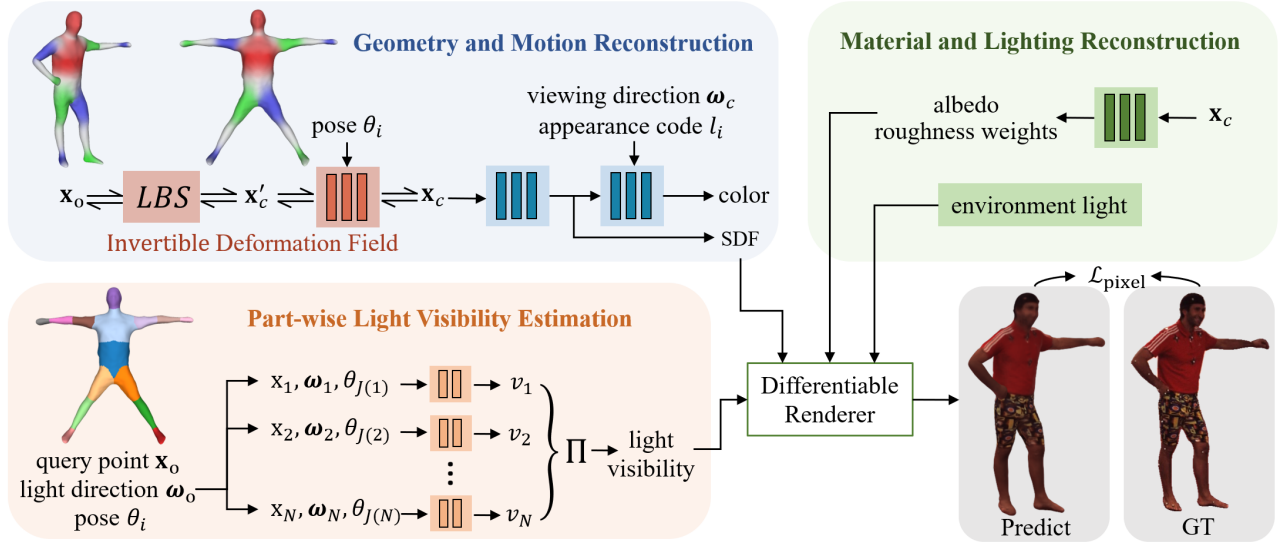 Geometry and Motion Reconstruction
viewing direction ω_c
appearance code l_i
pose θ_i
x_o
LBS
x′_c
x_c
color
SDF
Invertible Deformation Field
Material and Lighting Reconstruction
albedo
roughness weights
x_c
environment light
Part-wise Light Visibility Estimation
x_1, ω_1, θ_J(1)
v_1
x_2, ω_2, θ_J(2)
v_2
⋮
x_N, ω_N, θ_J(N)
v_N
∏
light
visibility
query point x_o
light direction ω_o
pose θ_i
Differentiable
Renderer
ℒ_pixel
Predict
GT